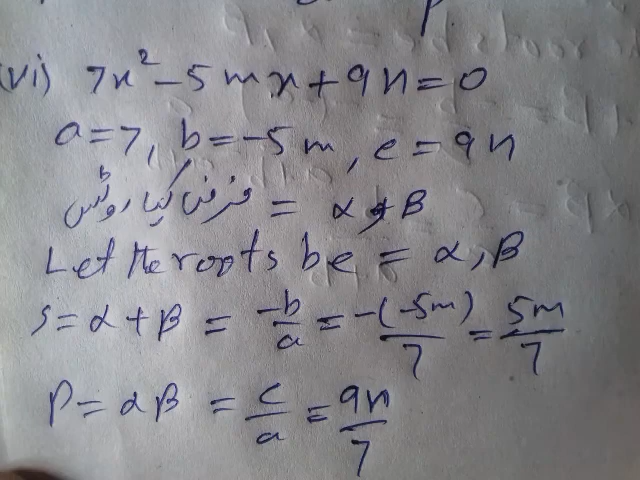 (vi) 7x² - 5mx + 9n = 0
a = 7, b = -5m, c = 9n
فرض کیا روٹس = α و β
Let the roots be = α, β
S = α + β = -b/a = -(-5m)/7 = 5m/7
P = αβ = c/a = 9n/7